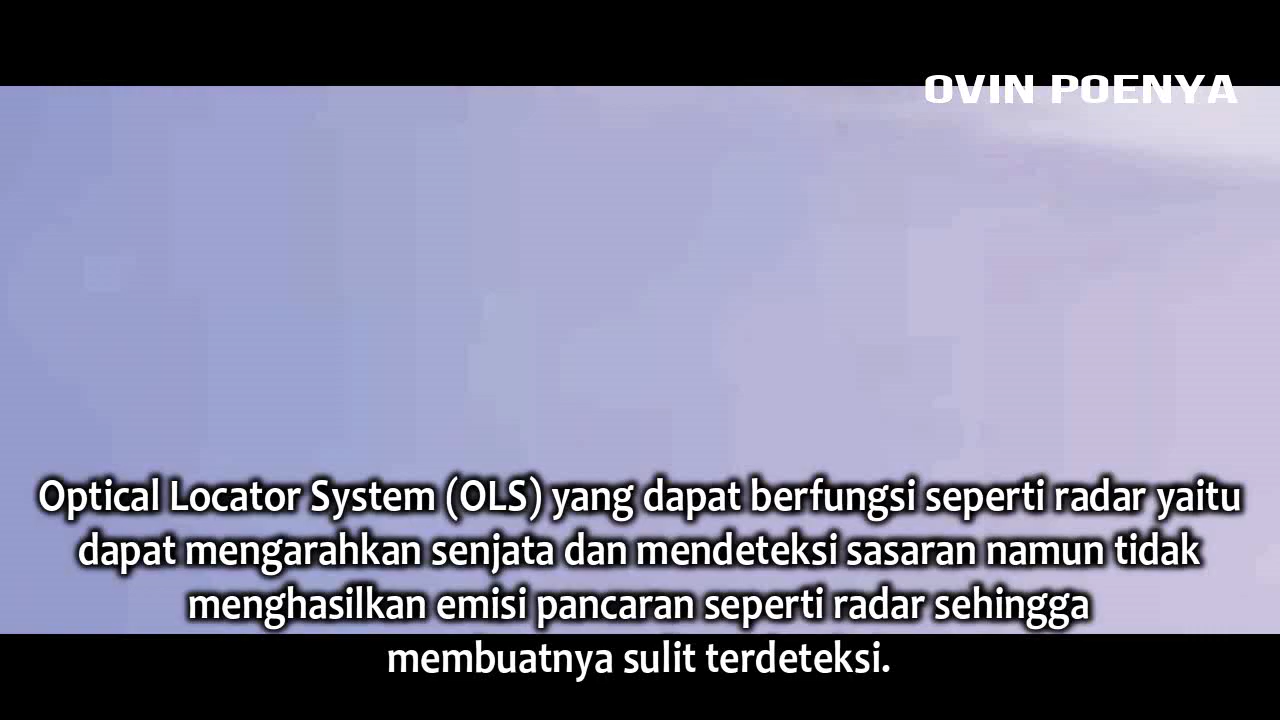 OVIN POENYA
Optical Locator System (OLS) yang dapat berfungsi seperti radar yaitu
dapat mengarahkan senjata dan mendeteksi sasaran namun tidak
menghasilkan emisi pancaran seperti radar sehingga
membuatnya sulit terdeteksi.